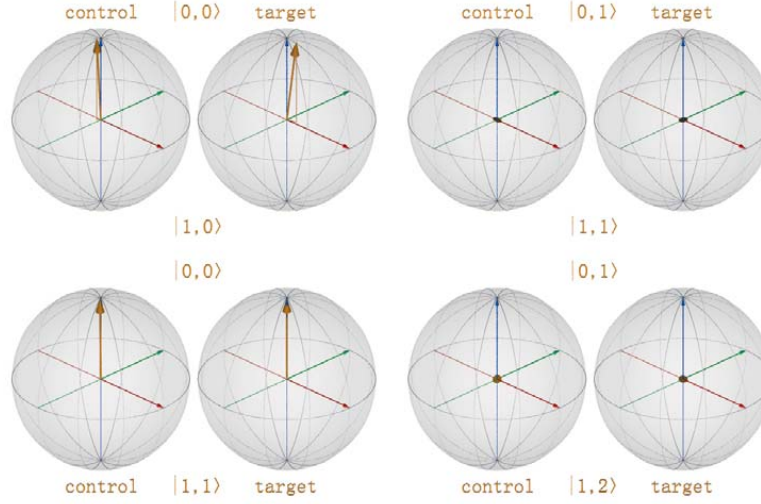 control |0,0⟩ target control |0,1⟩ target
|1,0⟩ |1,1⟩
|0,0⟩ |0,1⟩
control |1,1⟩ target control |1,2⟩ target